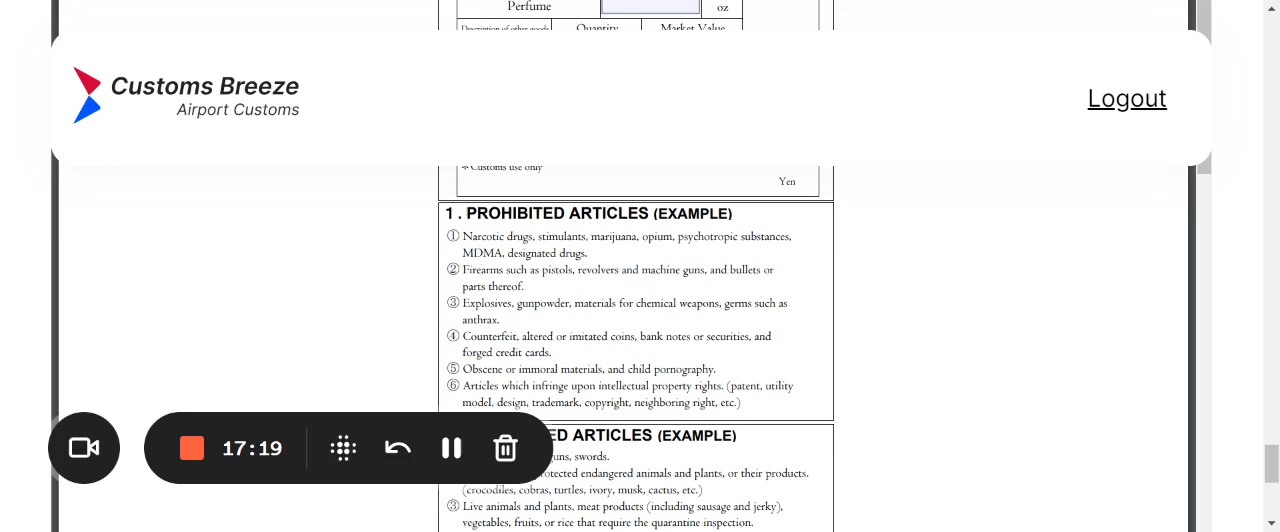 Perfume
oz
Description of other goods Quantity Market Value
Customs Breeze
Airport Customs
Logout
* Customs use only
Yen
1 . PROHIBITED ARTICLES (EXAMPLE)
① Narcotic drugs, stimulants, marijuana, opium, psychotropic substances,
MDMA, designated drugs.
② Firearms such as pistols, revolvers and machine guns, and bullets or
parts thereof.
③ Explosives, gunpowder, materials for chemical weapons, germs such as
anthrax.
④ Counterfeit, altered or imitated coins, bank notes or securities, and
forged credit cards.
⑤ Obscene or immoral materials, and child pornography.
⑥ Articles which infringe upon intellectual property rights. (patent, utility
model, design, trademark, copyright, neighboring right, etc.)
17:19
ED ARTICLES (EXAMPLE)
uns, swords.
otected endangered animals and plants, or their products.
(crocodiles, cobras, turtles, ivory, musk, cactus, etc.)
③ Live animals and plants, meat products (including sausage and jerky),
vegetables, fruits, or rice that require the quarantine inspection.